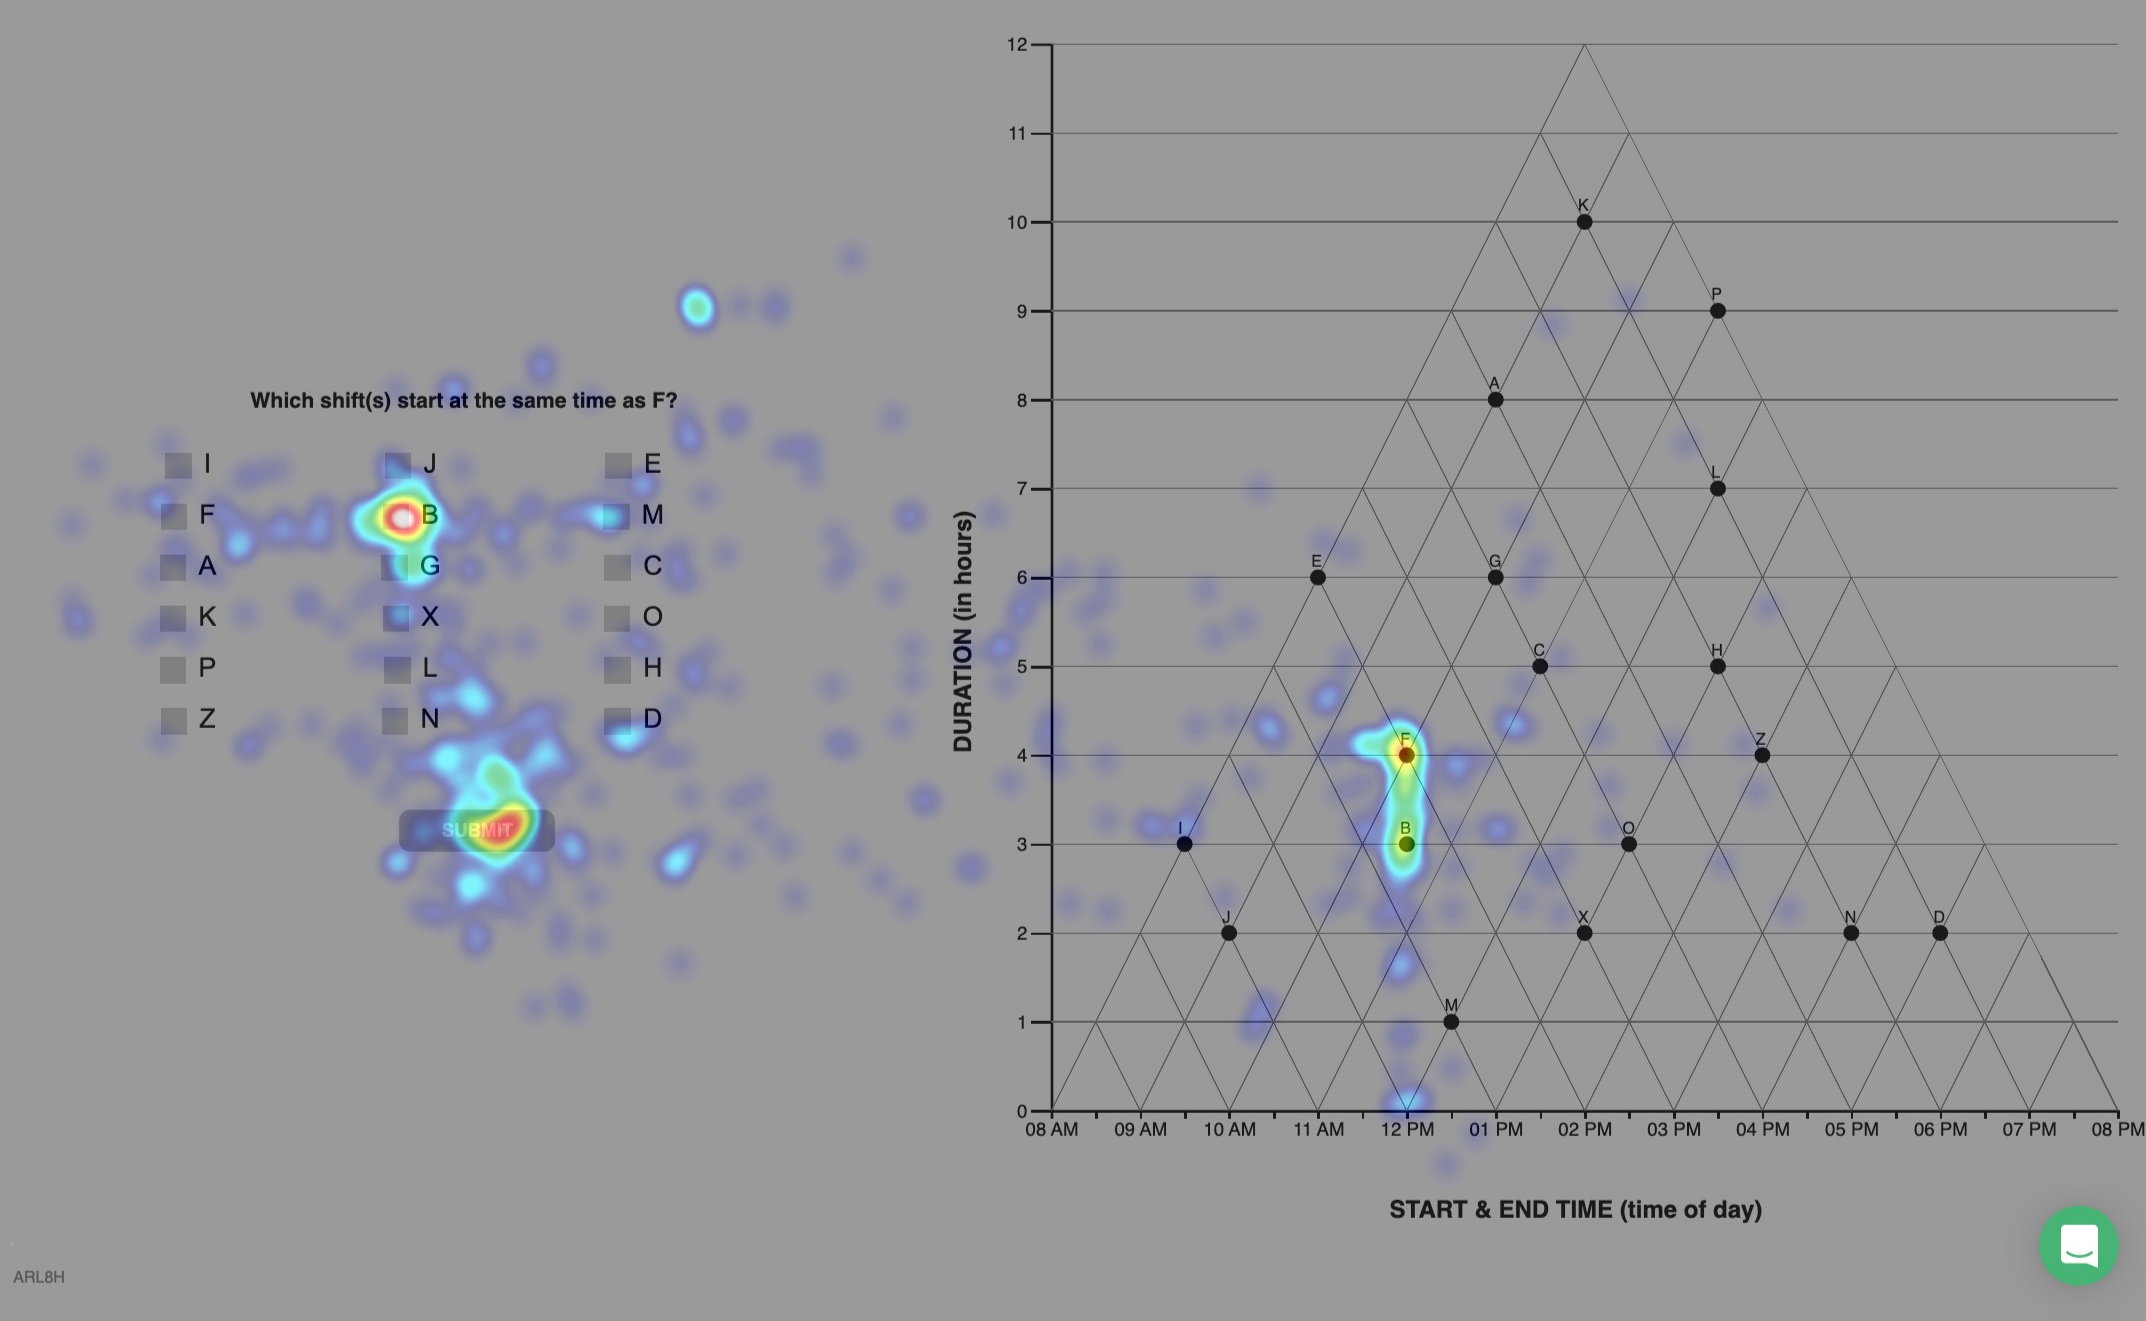 Which shift(s) start at the same time as F?
I J E
F B M
A G C
K X O
P L H
Z N D
SUBMIT
ARL8H
DURATION (in hours)
12
11
10
9
8
7
6
5
4
3
2
1
0
K
P
A
L
E G
C H
F Z
I B O
J X N D
M
08 AM 09 AM 10 AM 11 AM 12 PM 01 PM 02 PM 03 PM 04 PM 05 PM 06 PM 07 PM 08 PM
START & END TIME (time of day)